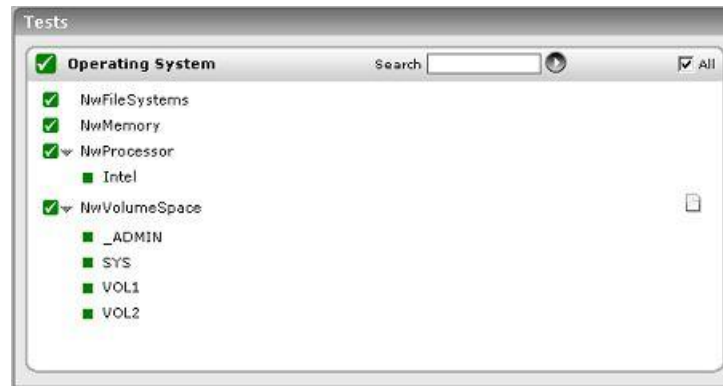 Tests
Operating System Search All
NwFileSystems
NwMemory
NwProcessor
Intel
NwVolumeSpace
_ADMIN
SYS
VOL1
VOL2